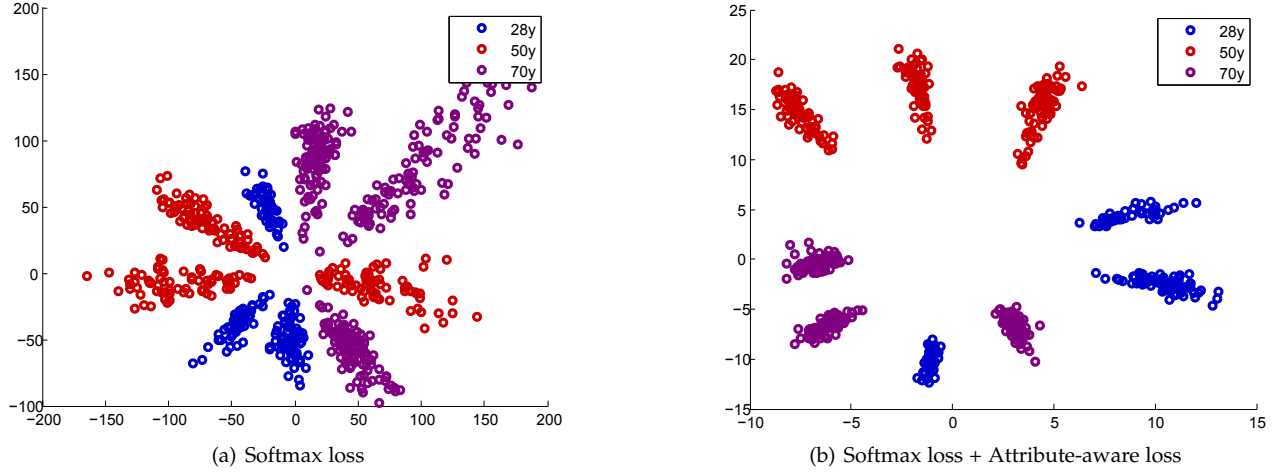 200
150
100
50
0
−50
−100
−200 −150 −100 −50 0 50 100 150 200
28y
50y
70y
(a) Softmax loss
25
20
15
10
5
0
−5
−10
−15
−10 −5 0 5 10 15
28y
50y
70y
(b) Softmax loss + Attribute-aware loss